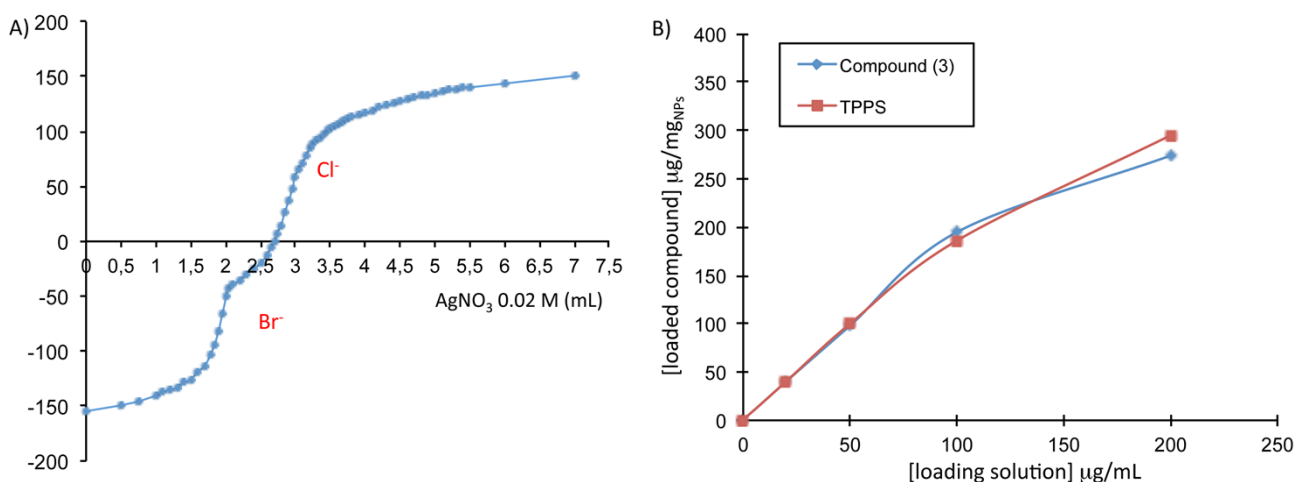 A)
200
150
100
50
0
-50
-100
-150
-200
0 0,5 1 1,5 2 2,5 3 3,5 4 4,5 5 5,5 6 6,5 7 7,5
Cl⁻
Br⁻
AgNO₃ 0.02 M (mL)
B)
[loaded compound] μg/mg_NPs
400
350
300
250
200
150
100
50
0
Compound (3)
TPPS
0 50 100 150 200 250
[loading solution] μg/mL